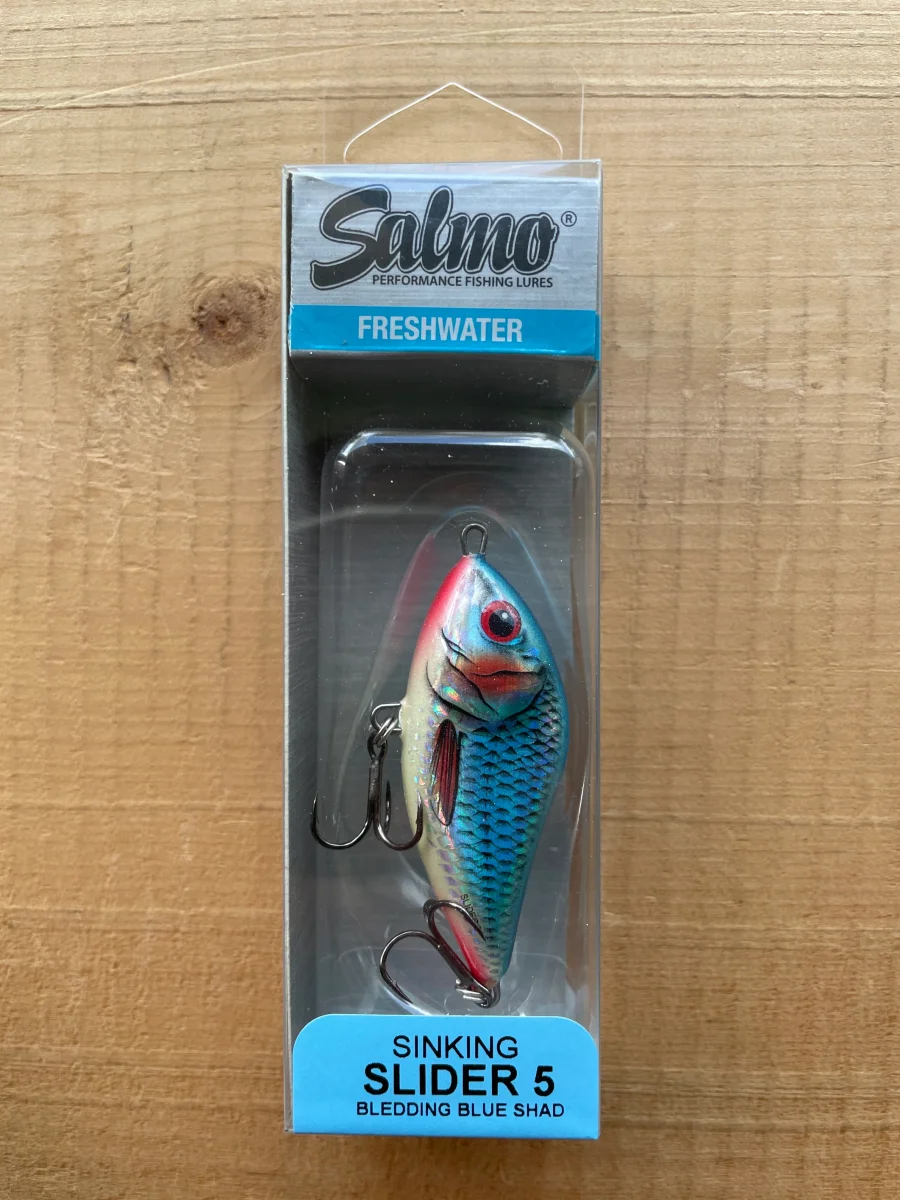 Salmo®
PERFORMANCE FISHING LURES
FRESHWATER
SINKING
SLIDER 5
BLEDDING BLUE SHAD